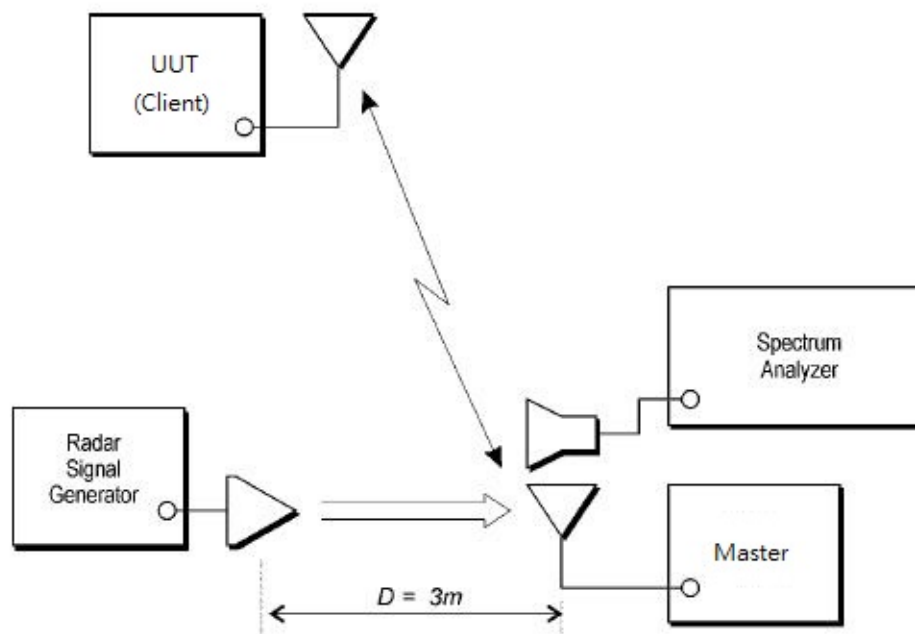 UUT
(Client)
Spectrum
Analyzer
Radar
Signal
Generator
Master
D = 3m